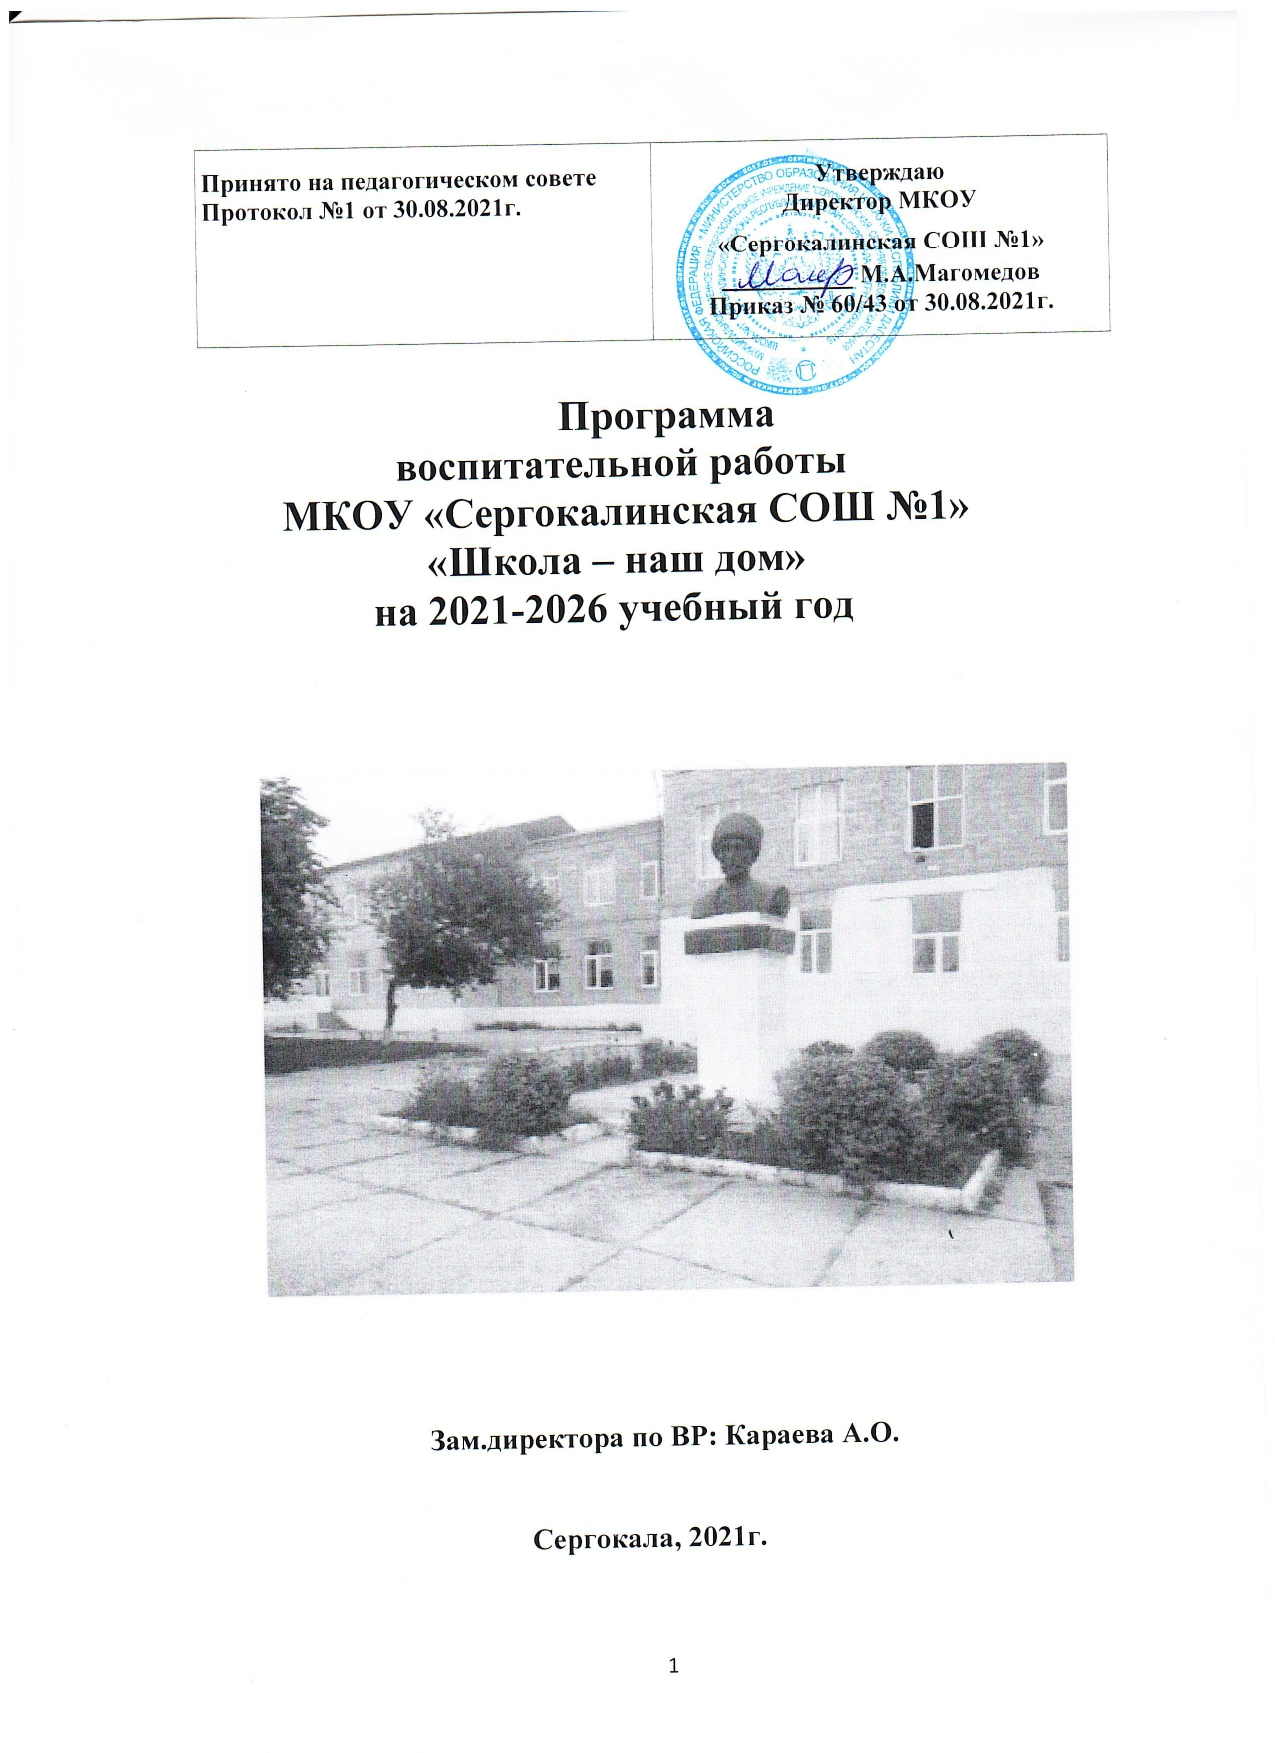 Принято на педагогическом совете
Протокол №1 от 30.08.2021г.
Утверждаю
Директор МКОУ
«Сергокалинская СОШ №1»
М.А.Магомедов
Приказ № 60/43 от 30.08.2021г.
Программа
воспитательной работы
МКОУ «Сергокалинская СОШ №1»
«Школа – наш дом»
на 2021-2026 учебный год
Зам.директора по ВР: Караева А.О.
Сергокала, 2021г.
1